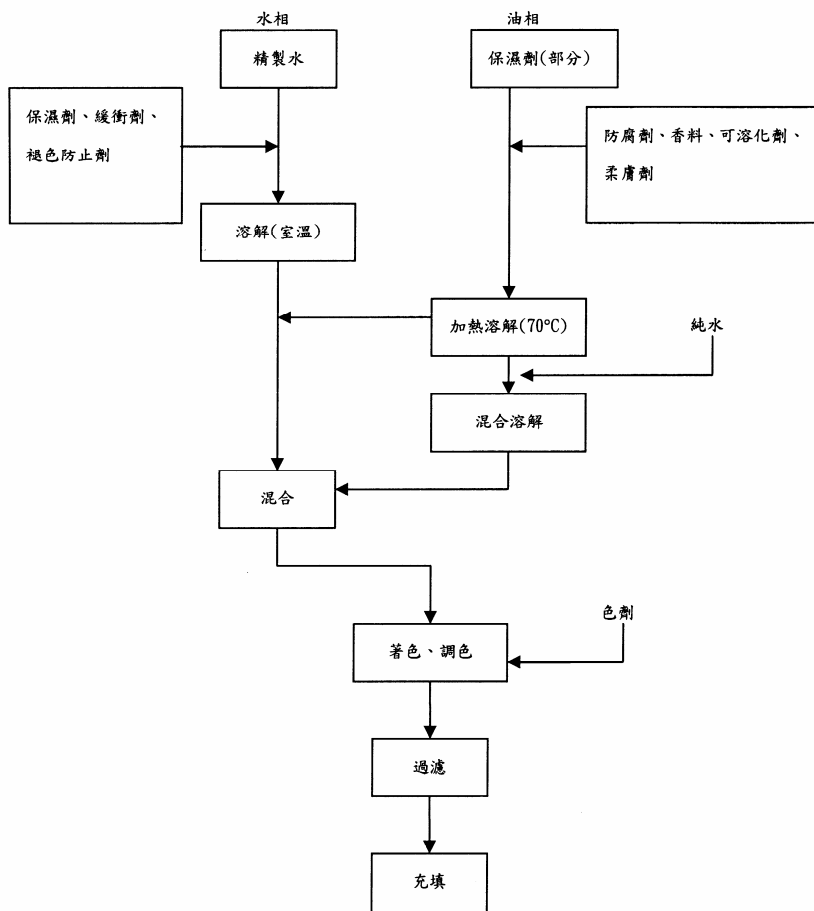 水相
油相
精製水
保濕劑(部分)
保濕劑、緩衝劑、
褪色防止劑
防腐劑、香料、可溶化劑、
柔膚劑
溶解(室溫)
加熱溶解(70°C)
純水
混合溶解
混合
色劑
著色、調色
過濾
充填